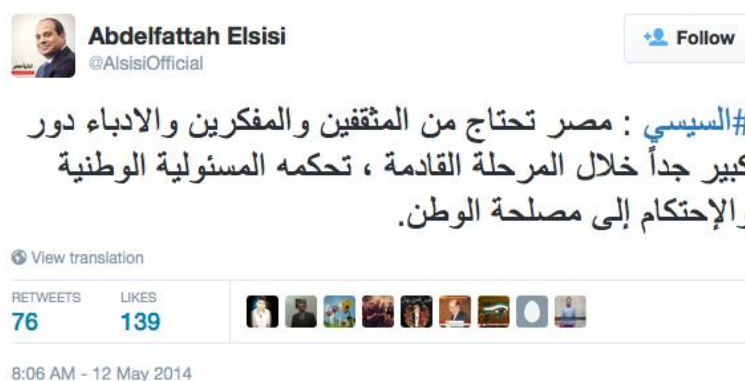 Abdelfattah Elsisi
@AlsisiOfficial
Follow
#السيسي : مصر تحتاج من المثقفين والمفكرين والادباء دور
كبير جداً خلال المرحلة القادمة ، تحكمه المسئولية الوطنية
والإحتكام إلى مصلحة الوطن.
View translation
RETWEETS LIKES
76 139
8:06 AM - 12 May 2014